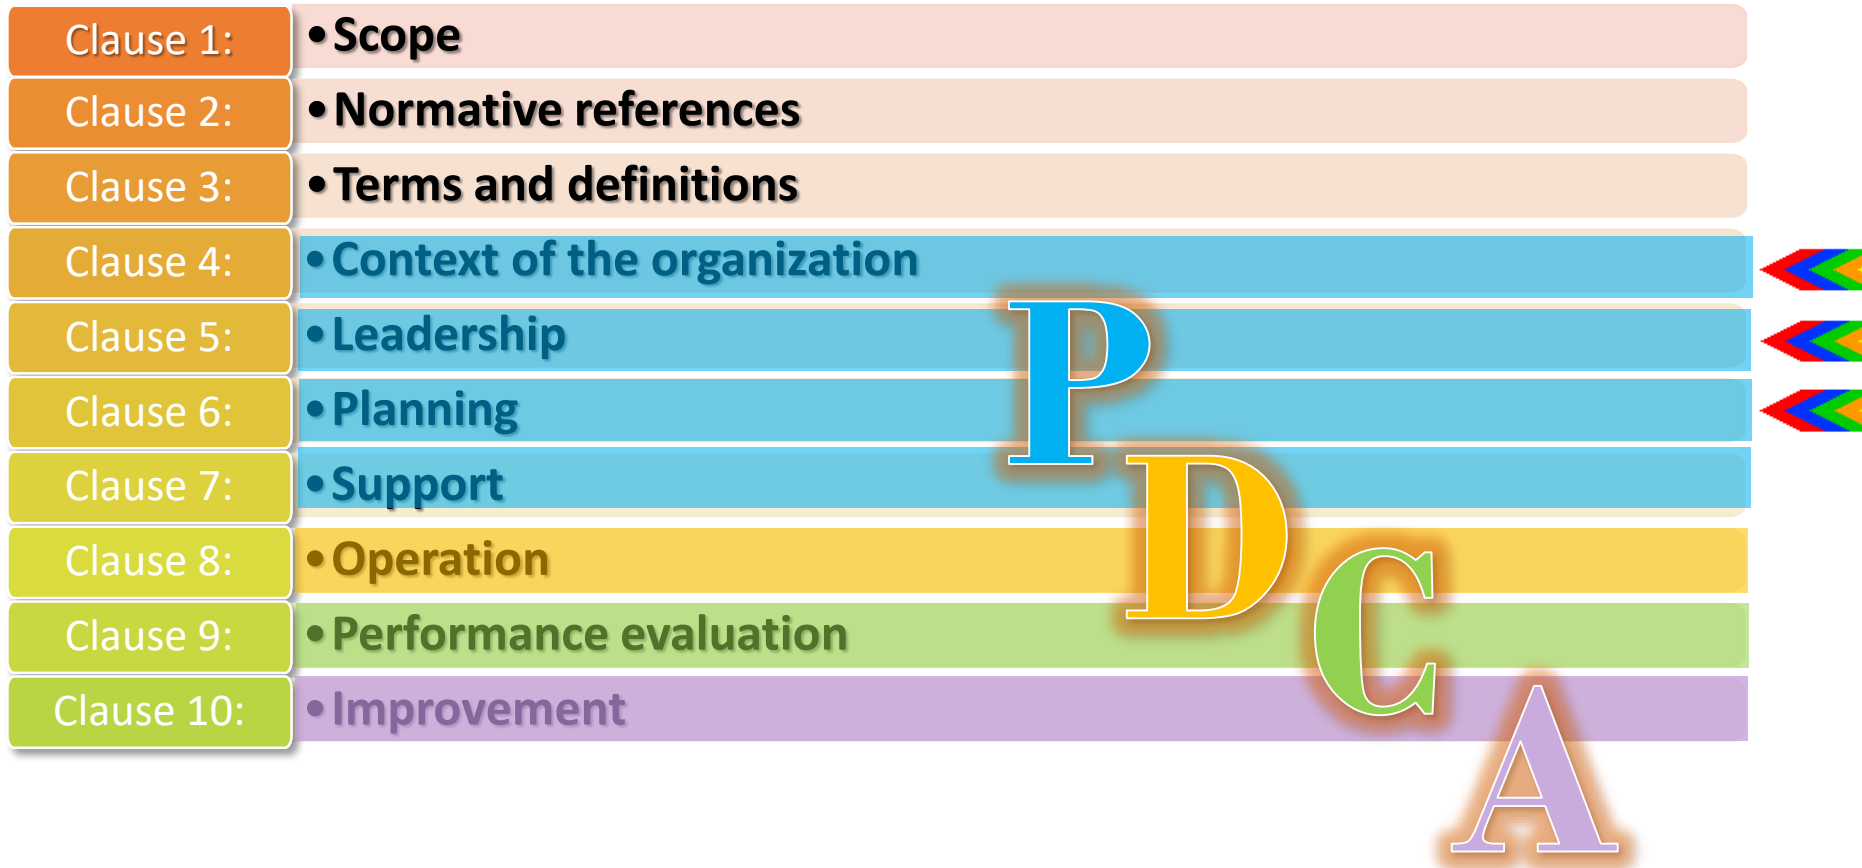 Clause 1: •Scope
Clause 2: •Normative references
Clause 3: •Terms and definitions
Clause 4: •Context of the organization
Clause 5: •Leadership
Clause 6: •Planning
Clause 7: •Support
Clause 8: •Operation
Clause 9: •Performance evaluation
Clause 10: •Improvement
P
D
C
A